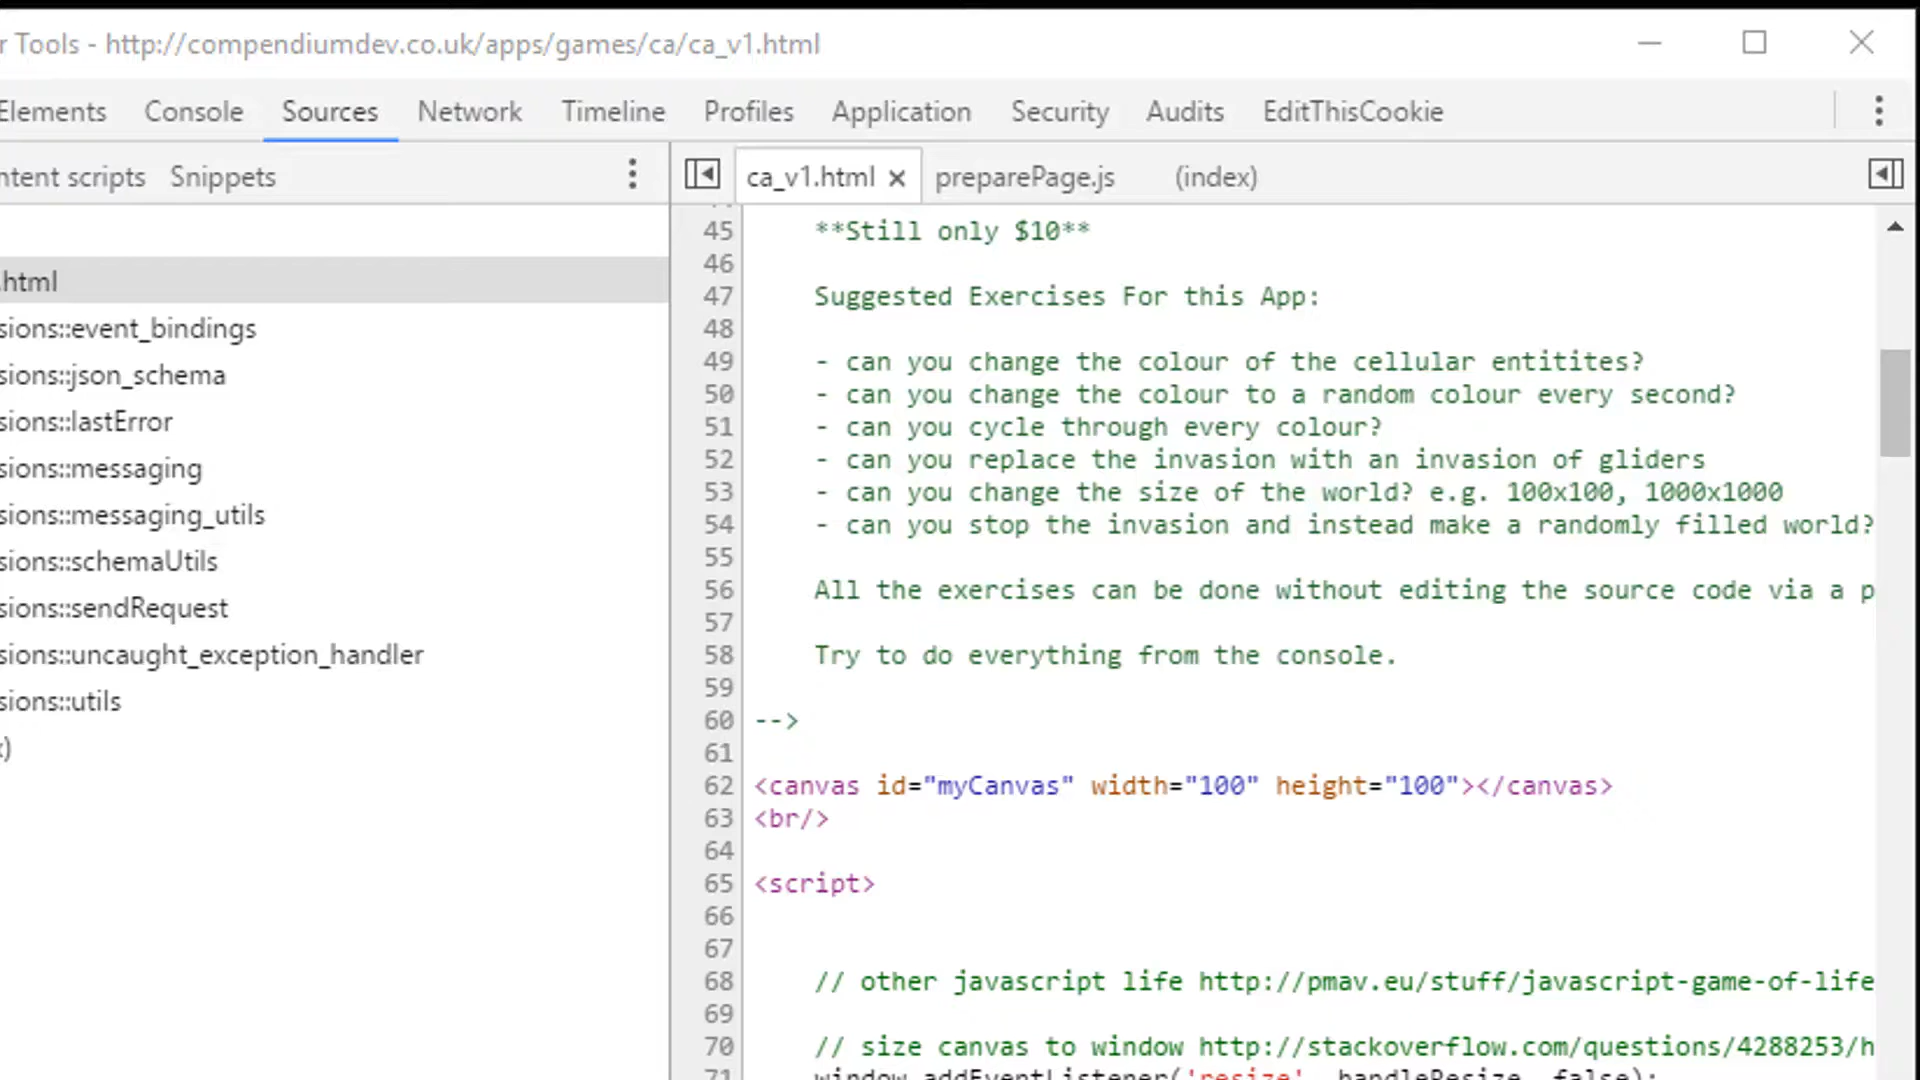 r Tools - http://compendiumdev.co.uk/apps/games/ca/ca_v1.html
Elements Console Sources Network Timeline Profiles Application Security Audits EditThisCookie
ntent scripts Snippets
ca_v1.html × preparePage.js (index)
.html
sions::event_bindings
sions::json_schema
sions::lastError
sions::messaging
sions::messaging_utils
sions::schemaUtils
sions::sendRequest
sions::uncaught_exception_handler
sions::utils
x)
45 **Still only $10**
46
47 Suggested Exercises For this App:
48
49 - can you change the colour of the cellular entitites?
50 - can you change the colour to a random colour every second?
51 - can you cycle through every colour?
52 - can you replace the invasion with an invasion of gliders
53 - can you change the size of the world? e.g. 100x100, 1000x1000
54 - can you stop the invasion and instead make a randomly filled world?
55
56 All the exercises can be done without editing the source code via a p
57
58 Try to do everything from the console.
59
60 -->
61
62 <canvas id="myCanvas" width="100" height="100"></canvas>
63 <br/>
64
65 <script>
66
67
68 // other javascript life http://pmav.eu/stuff/javascript-game-of-life
69
70 // size canvas to window http://stackoverflow.com/questions/4288253/h
71 window.addEventListener('resize', handleResize, false);